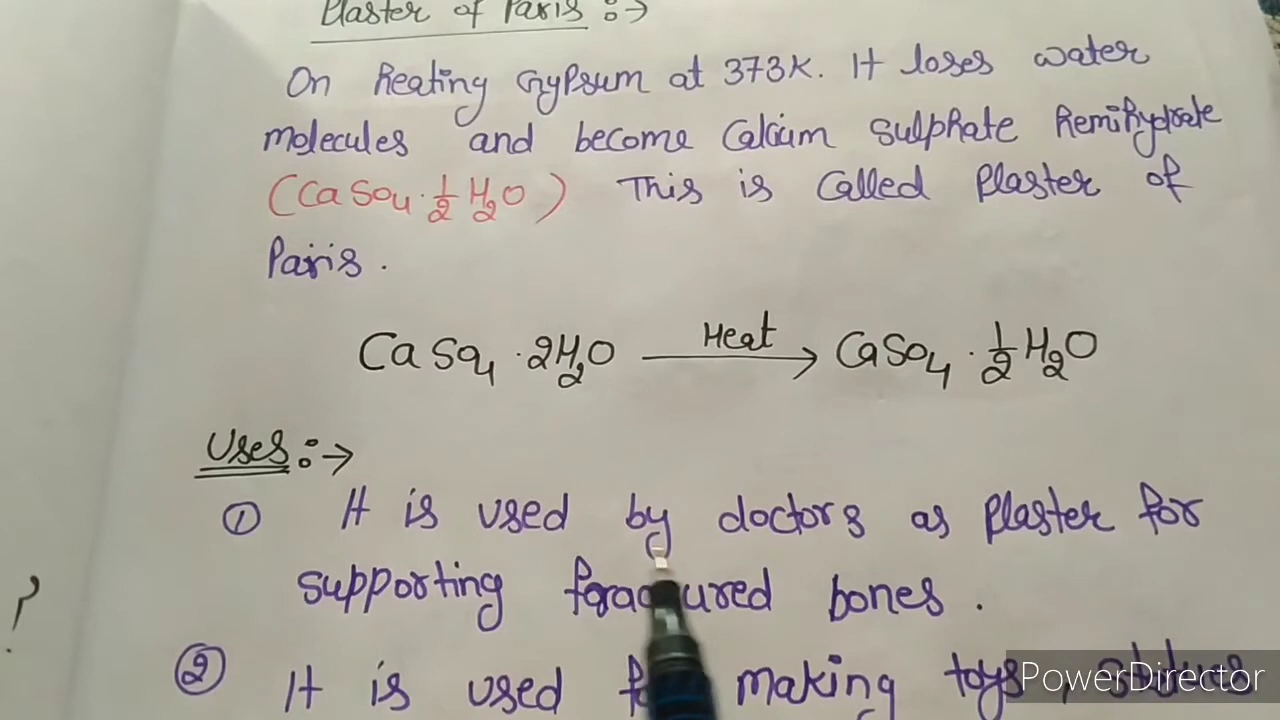 Plaster of Paris :→
On Heating Gypsum at 373K. It loses water
molecules and become Calcium sulphate Hemihydrate
(CaSO4·1/2H2O) This is Called Plaster of
Paris.
CaSO4·2H2O Heat→ CaSO4·1/2H2O
Uses :→
① It is used by doctors as Plaster for
supporting bones.
② It is used making toys,
PowerDirector
?